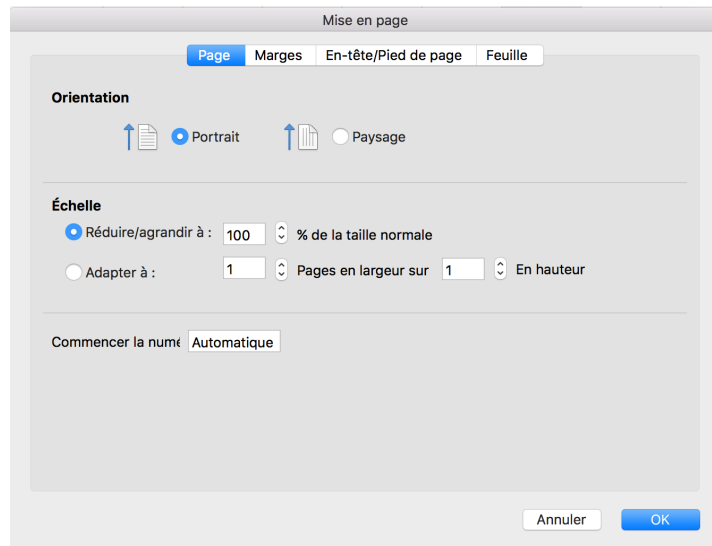 Mise en page
Page Marges En-tête/Pied de page Feuille
Orientation
Portrait Paysage
Échelle
Réduire/agrandir à : 100 % de la taille normale
Adapter à : 1 Pages en largeur sur 1 En hauteur
Commencer la numé Automatique
Annuler OK